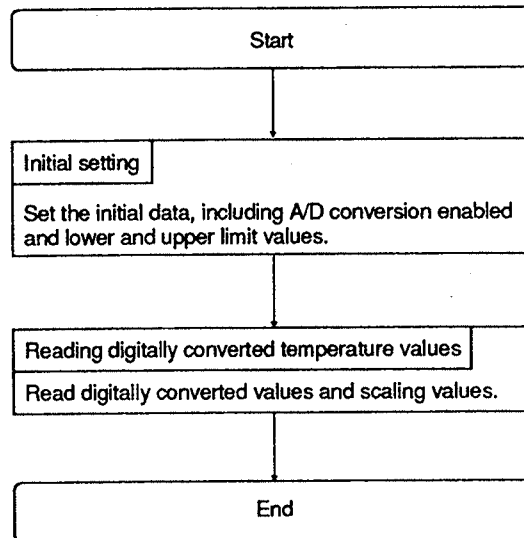 Start
Initial setting
Set the initial data, including A/D conversion enabled
and lower and upper limit values.
Reading digitally converted temperature values
Read digitally converted values and scaling values.
End